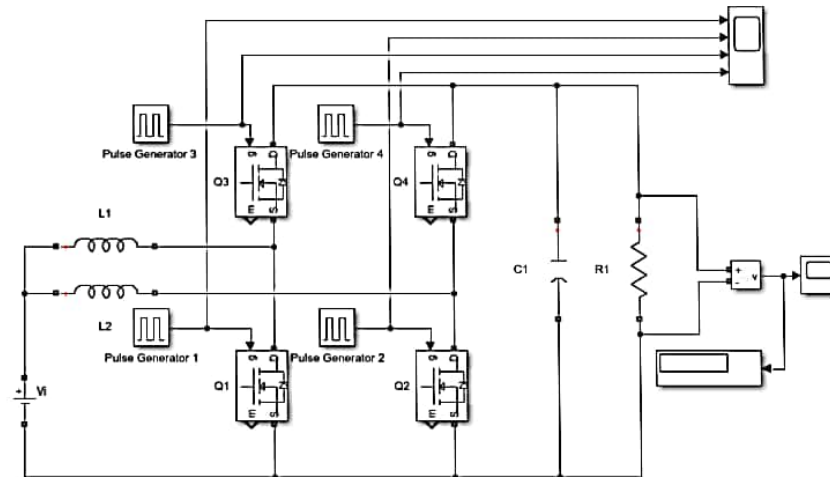 Pulse Generator 3
Pulse Generator 4
g
D
Q3
m
S
g
D
Q4
m
S
L1
L2
C1
R1
+
-
v
Pulse Generator 1
Pulse Generator 2
g
D
Q1
m
S
g
D
Q2
m
S
+
Vi